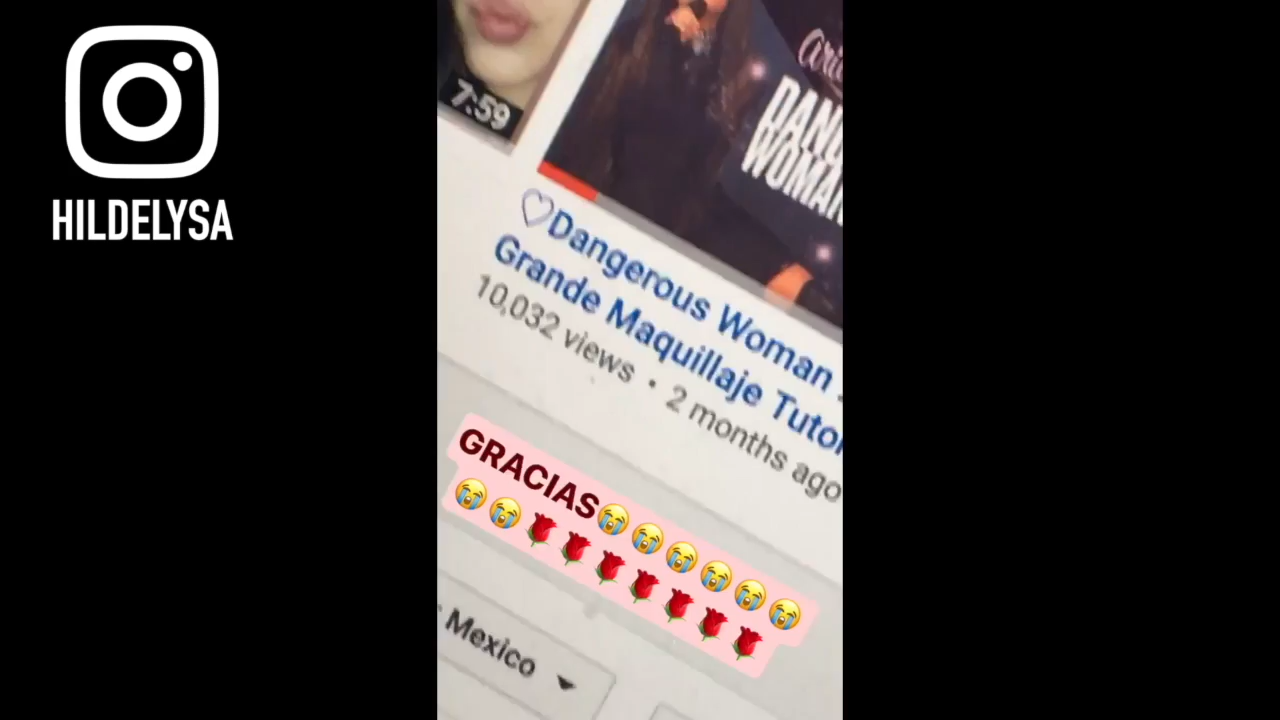 HILDELYSA
7:59
DANG
WOMAN
♡Dangerous Woman
Grande Maquillaje Tutor
10,032 views • 2 months ago
GRACIAS😭😭😭😭😭😭
😭😭🌹🌹🌹🌹🌹🌹🌹
Mexico